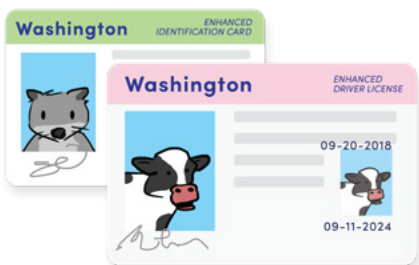 Washington
ENHANCED
IDENTIFICATION CARD
Washington
ENHANCED
DRIVER LICENSE
09-20-2018
09-11-2024